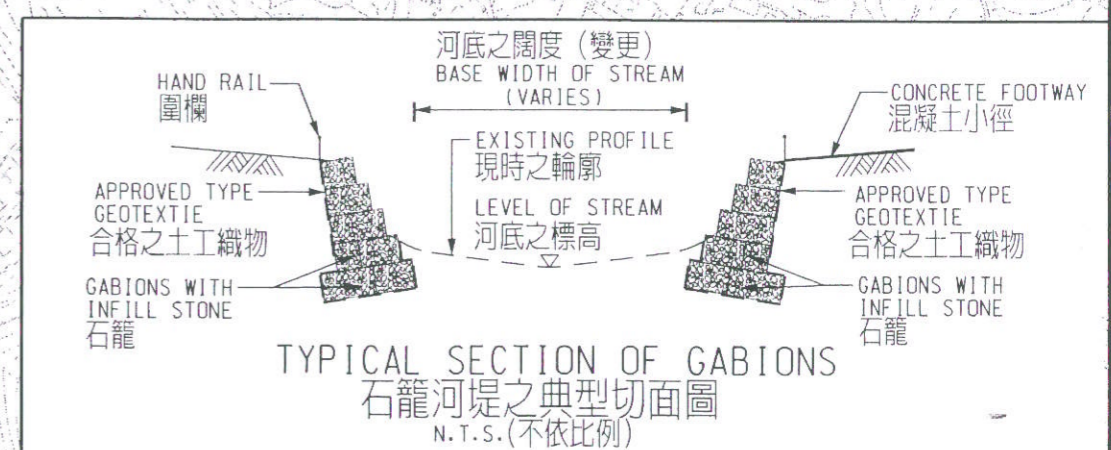 河底之闊度 (變更)
BASE WIDTH OF STREAM
(VARIES)
HAND RAIL
圍欄
CONCRETE FOOTWAY
混凝土小徑
EXISTING PROFILE
現時之輪廓
APPROVED TYPE
GEOTEXTIE
合格之土工織物
LEVEL OF STREAM
河底之標高
APPROVED TYPE
GEOTEXTIE
合格之土工織物
GABIONS WITH
INFILL STONE
石籠
GABIONS WITH
INFILL STONE
石籠
TYPICAL SECTION OF GABIONS
石籠河堤之典型切面圖
N.T.S.(不依比例)